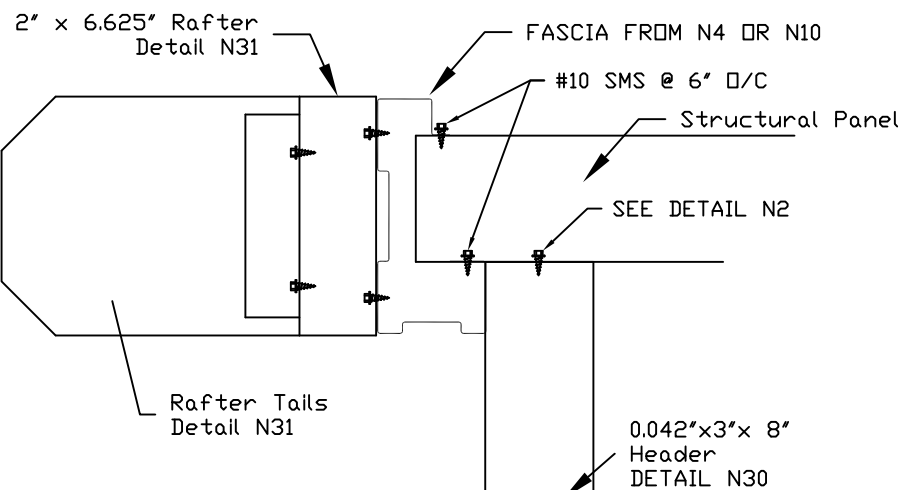 2" x 6.625" Rafter
Detail N31
FASCIA FROM N4 OR N10
#10 SMS @ 6" O/C
Structural Panel
SEE DETAIL N2
Rafter Tails
Detail N31
0.042"x3"x 8"
Header
DETAIL N30